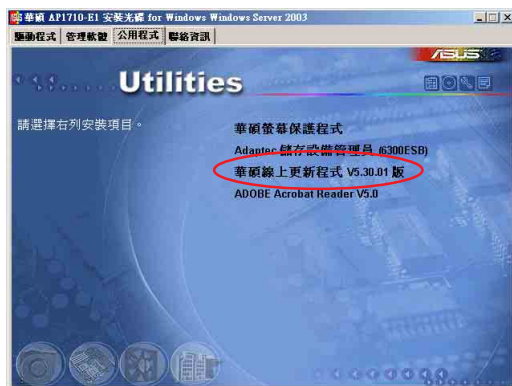 華碩 AP1710-E1 安裝光碟 for Windows Windows Server 2003
驅動程式 管理軟體 公用程式 聯絡資訊
ASUS
Utilities
請選擇右列安裝項目。
華碩螢幕保護程式
Adaptec 儲存設備管理員 (6300ESB)
華碩線上更新程式 V5.30.01 版
ADOBE Acrobat Reader V5.0